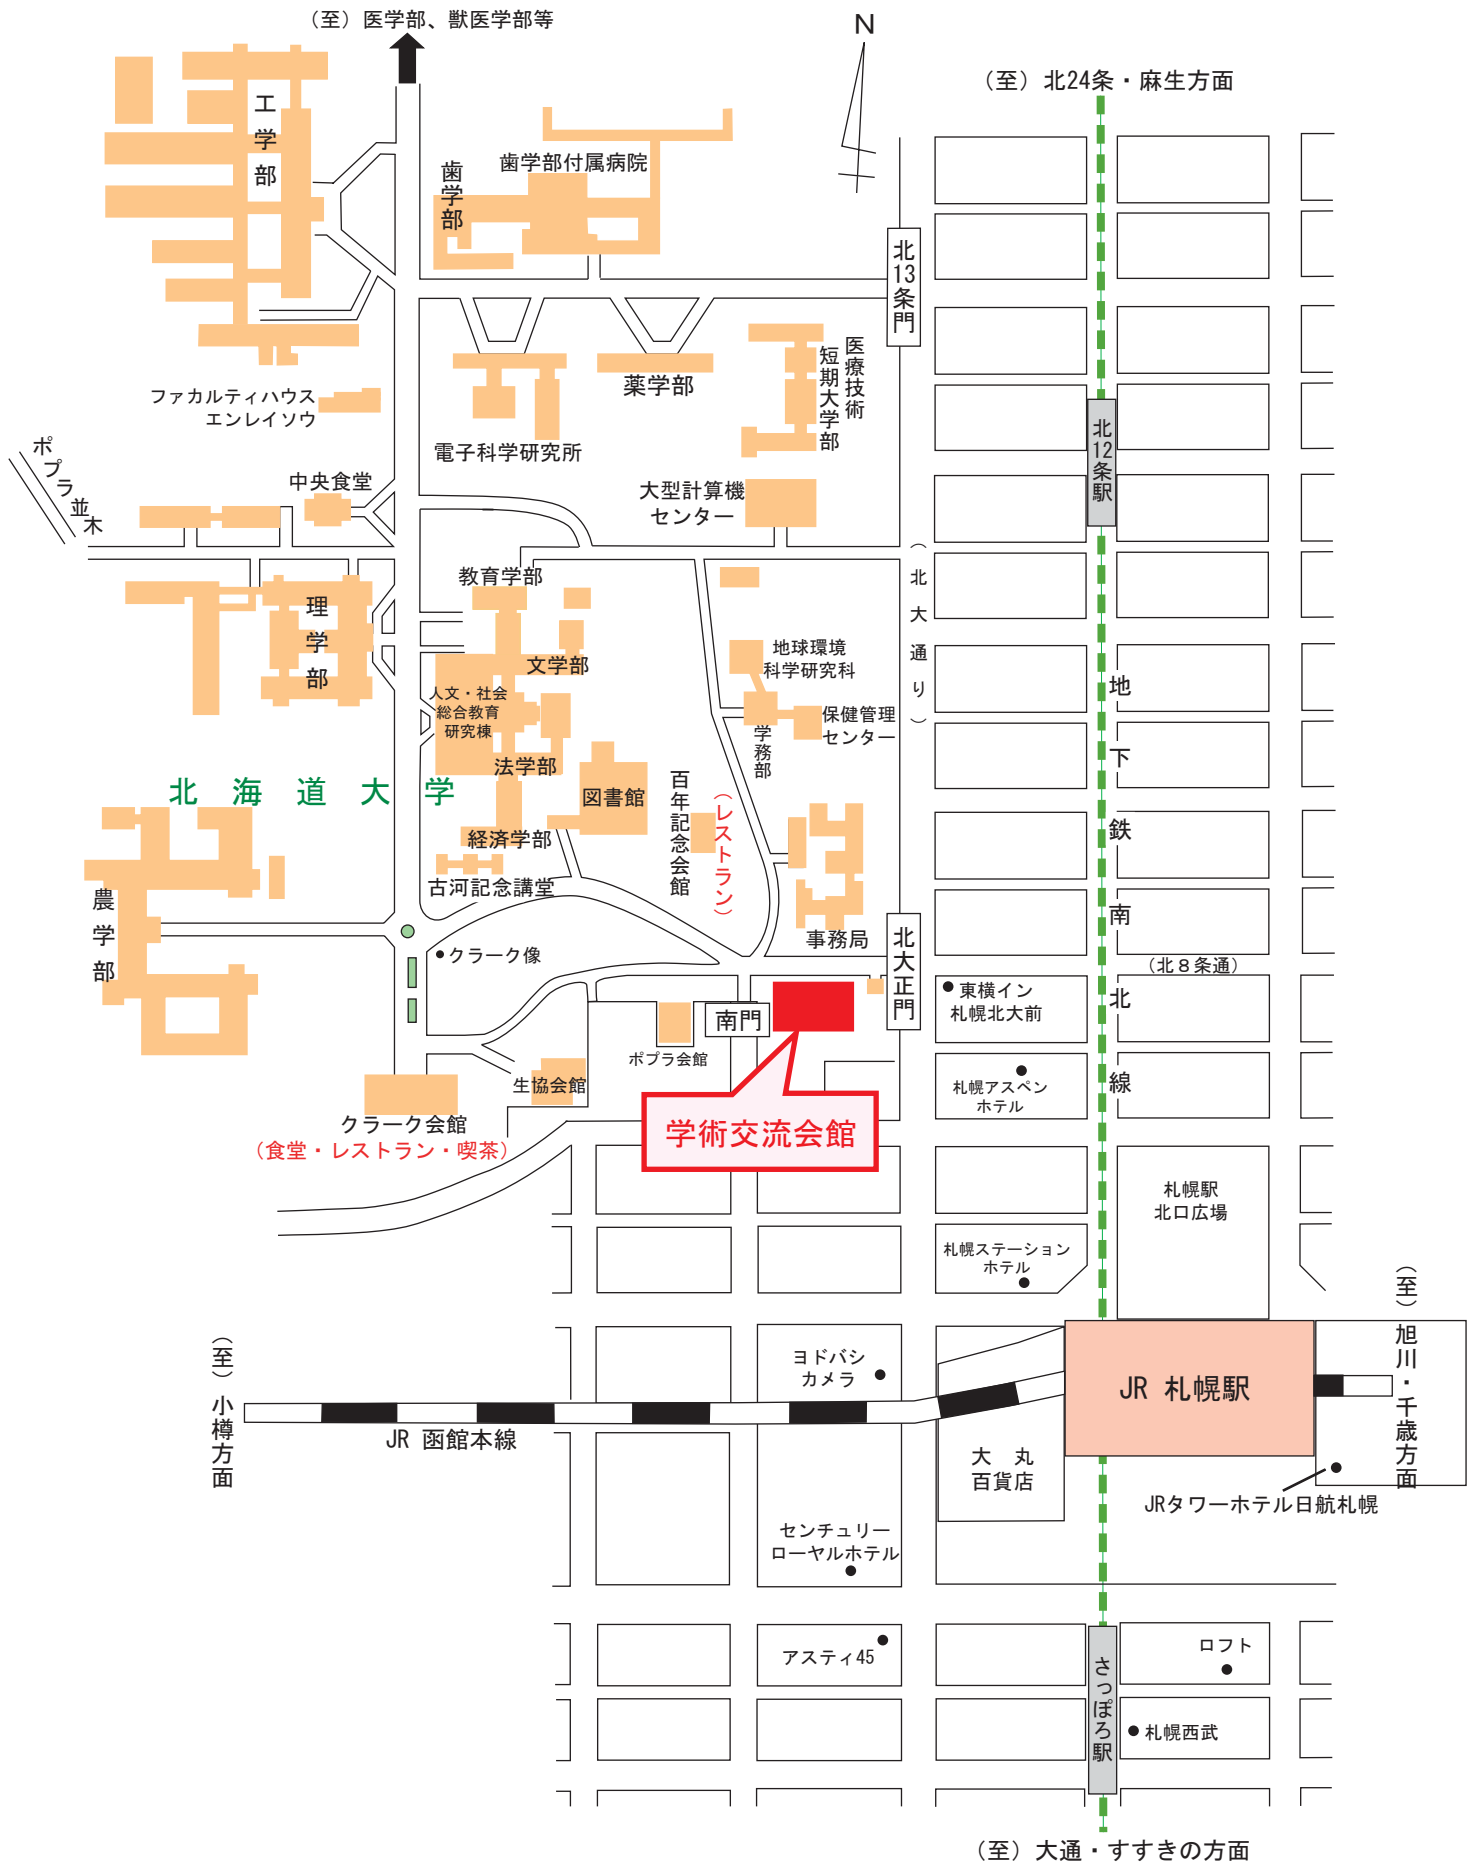 (至)医学部、獣医学部等
N
(至)北24条・麻生方面
工学部
歯学部付属病院
歯学部
北13条門
医療技術
短期大学部
薬学部
ファカルティハウス
エンレイソウ
電子科学研究所
北12条駅
ポプラ並木
中央食堂
大型計算機
センター
(北大通り)
教育学部
理学部
文学部
地球環境
科学研究科
人文・社会
総合教育
研究棟
保健管理
センター
学務部
地下鉄南北線
法学部
北海道大学
図書館
百年記念会館
(レストラン)
経済学部
古河記念講堂
農学部
クラーク像
事務局
北大正門
(北8条通)
東横イン
札幌北大前
南門
ポプラ会館
生協会館
札幌アスペン
ホテル
クラーク会館
(食堂・レストラン・喫茶)
学術交流会館
札幌駅
北口広場
札幌ステーション
ホテル
(至)旭川・千歳方面
(至)小樽方面
ヨドバシ
カメラ
JR 札幌駅
JR 函館本線
大丸
百貨店
JRタワーホテル日航札幌
センチュリー
ローヤルホテル
アスティ45
さっぽろ駅
ロフト
札幌西武
(至)大通・すすきの方面